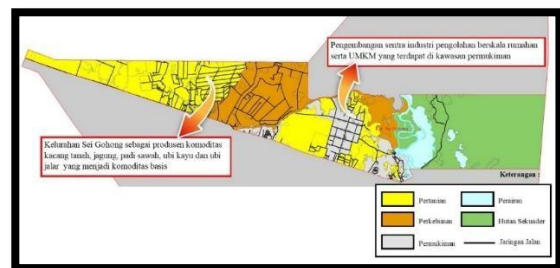 Pengembangan sentra industri pengolahan berskala rumahan
serta UMKM yang terdapat di kawasan permukiman
Kelurahan Sei Gohong sebagai produsen komoditas
kacang tanah, jagung, padi sawah, ubi kayu dan ubi
jalar yang menjadi komoditas basis
Keterangan :
Pertanian
Perairan
Perkebunan
Hutan Sekunder
Permukiman
Jaringan Jalan